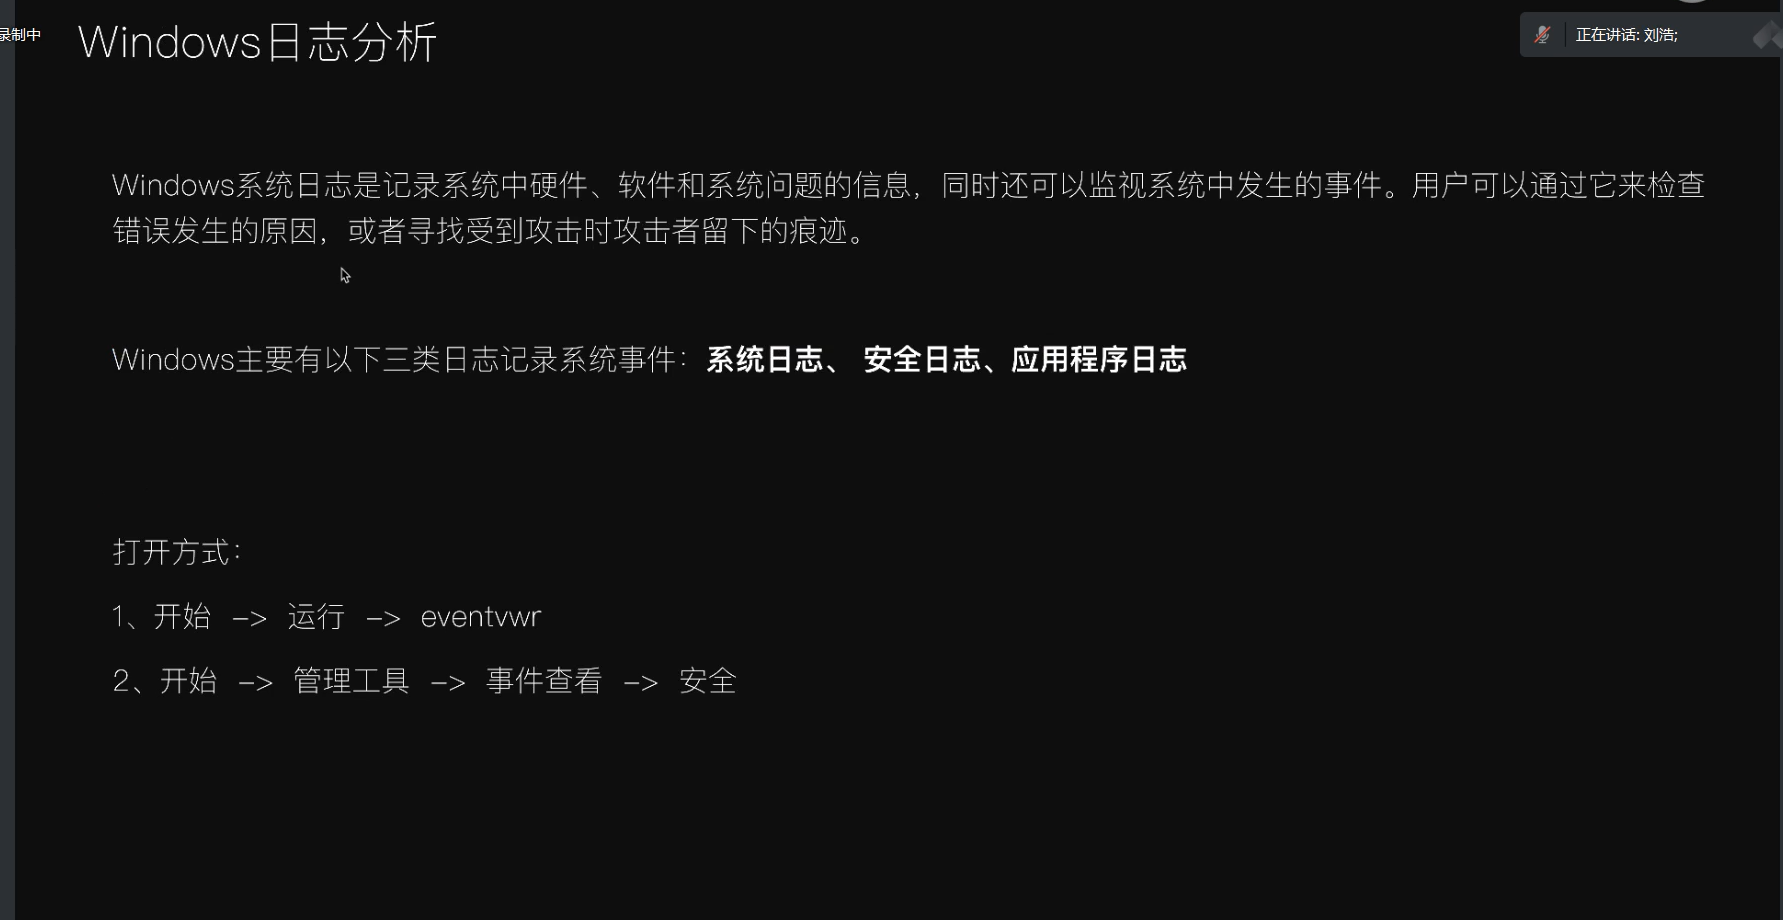 录制中
Windows日志分析
正在讲话: 刘浩;
Windows系统日志是记录系统中硬件、软件和系统问题的信息，同时还可以监视系统中发生的事件。用户可以通过它来检查
错误发生的原因，或者寻找受到攻击时攻击者留下的痕迹。
Windows主要有以下三类日志记录系统事件：系统日志、 安全日志、应用程序日志
打开方式：
1、开始 -> 运行 -> eventvwr
2、开始 -> 管理工具 -> 事件查看 -> 安全